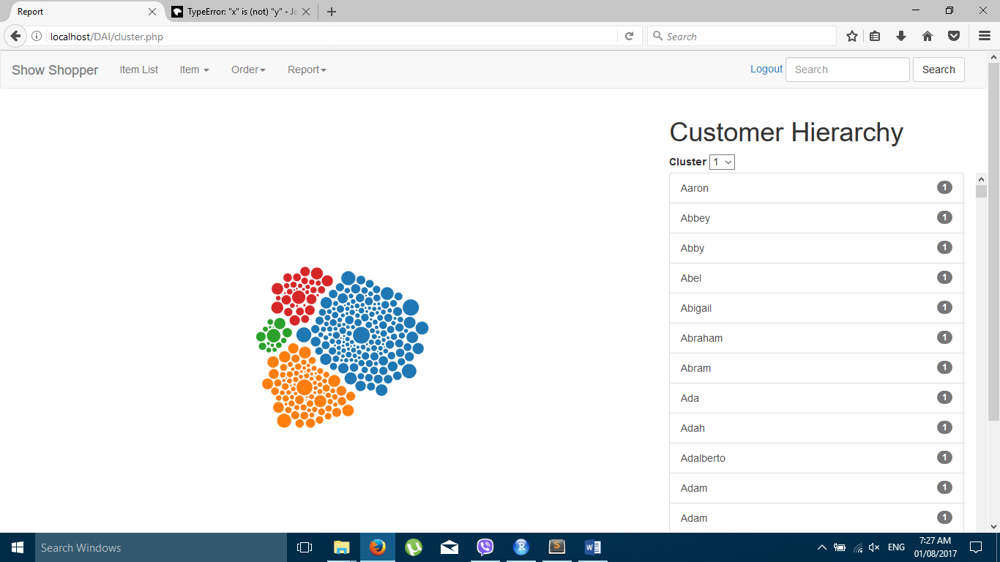 Report
TypeError: "x" is (not) "y" - Ja
localhost/DAI/cluster.php
Search
Show Shopper
Item List
Item
Order
Report
Logout
Search
Search
Customer Hierarchy
Cluster 1
Aaron 1
Abbey 1
Abby 1
Abel 1
Abigail 1
Abraham 1
Abram 1
Ada 1
Adah 1
Adalberto 1
Adam 1
Adam 1
Search Windows
ENG
7:27 AM
01/08/2017